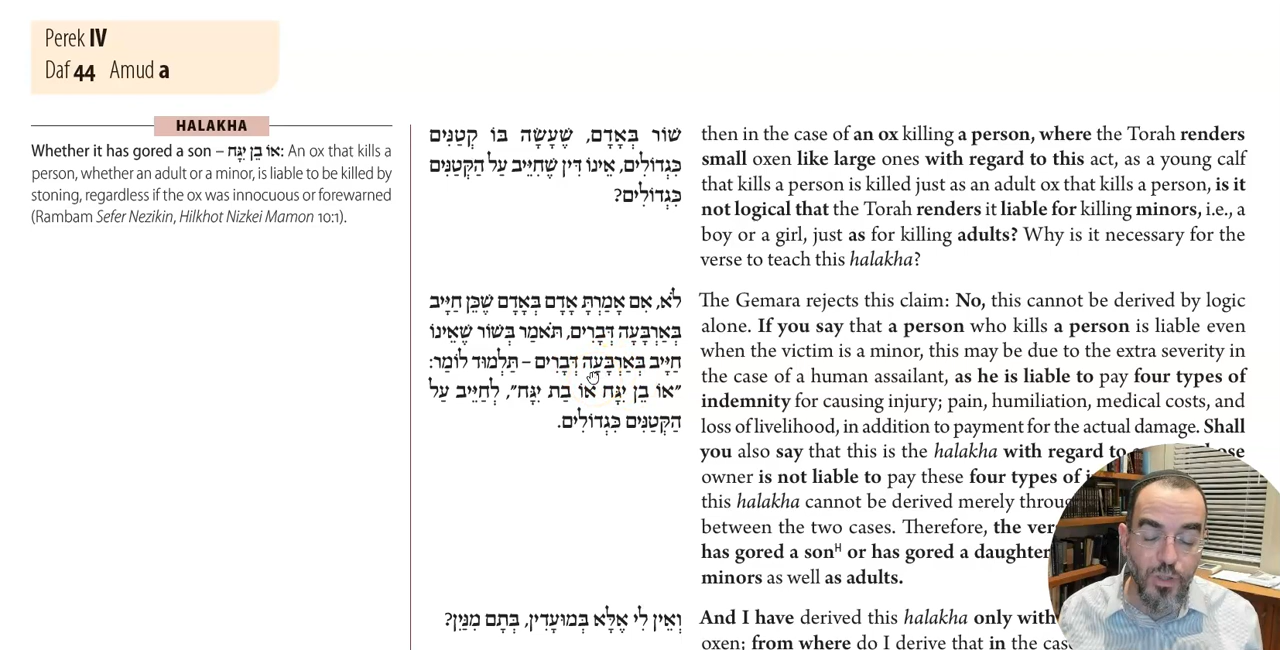 Perek IV
Daf 44 Amud a
HALAKHA
Whether it has gored a son – אוֹ בֵן יִגָּח: An ox that kills a
person, whether an adult or a minor, is liable to be killed by
stoning, regardless if the ox was innocuous or forewarned
(Rambam Sefer Nezikin, Hilkhot Nizkei Mamon 10:1).
שׁוֹר בְּאָדָם, שֶׁעָשָׂה בּוֹ קְטַנִּים
כִּגְדוֹלִים, אֵינוֹ דִּין שֶׁחִיֵּיב עַל הַקְּטַנִּים
כִּגְדוֹלִים?
לֹא, אִם אָמַרְתָּ אָדָם בְּאָדָם שֶׁכֵּן חַיָּיב
בְּאַרְבָּעָה דְּבָרִים, תֹּאמַר בְּשׁוֹר שֶׁאֵינוֹ
חַיָּיב בְּאַרְבָּעָה דְּבָרִים – תַּלְמוּד לוֹמַר:
״אוֹ בֵן יִגָּח אוֹ בַת יִגָּח״, לְחַיֵּיב עַל
הַקְּטַנִּים כִּגְדוֹלִים.
וְאֵין לִי אֶלָּא בְּמוּעָדִין, בְּתָם מִנַּיִן?
then in the case of an ox killing a person, where the Torah renders
small oxen like large ones with regard to this act, as a young calf
that kills a person is killed just as an adult ox that kills a person, is it
not logical that the Torah renders it liable for killing minors, i.e., a
boy or a girl, just as for killing adults? Why is it necessary for the
verse to teach this halakha?
The Gemara rejects this claim: No, this cannot be derived by logic
alone. If you say that a person who kills a person is liable even
when the victim is a minor, this may be due to the extra severity in
the case of a human assailant, as he is liable to pay four types of
indemnity for causing injury; pain, humiliation, medical costs, and
loss of livelihood, in addition to payment for the actual damage. Shall
you also say that this is the halakha with regard to
owner is not liable to pay these four types of
this halakha cannot be derived merely
between the two cases. Therefore, the
has gored a sonᴴ or has gored a daughter
minors as well as adults.
And I have derived this halakha only with
oxen; from where do I derive that in the